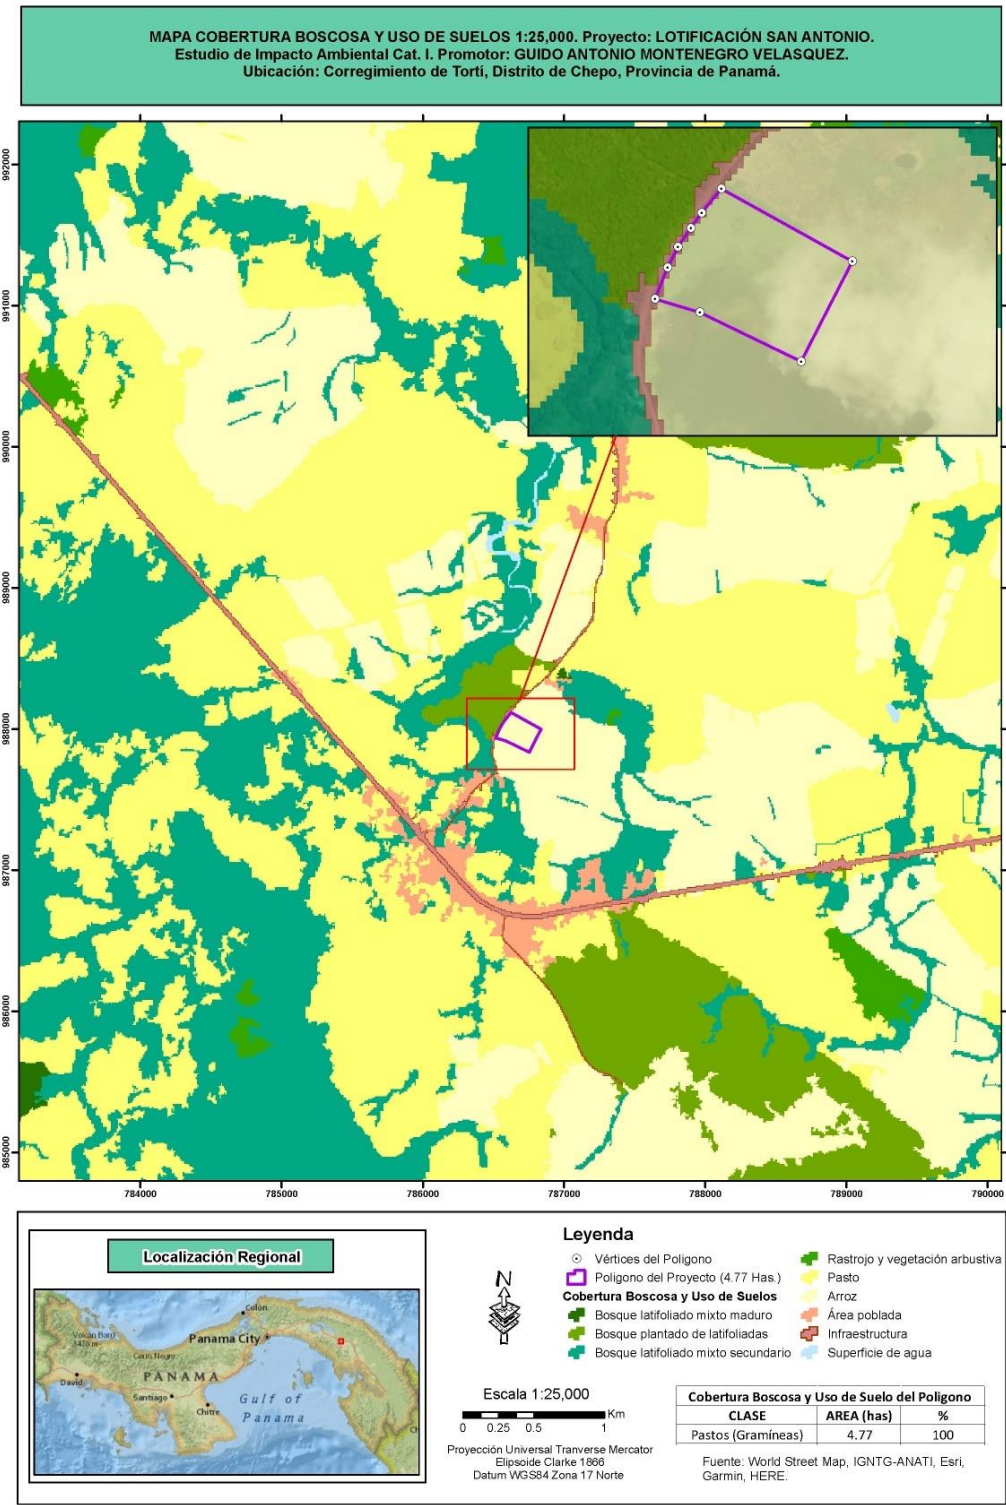 MAPA COBERTURA BOSCOSA Y USO DE SUELOS 1:25,000. Proyecto: LOTIFICACIÓN SAN ANTONIO.
Estudio de Impacto Ambiental Cat. I. Promotor: GUIDO ANTONIO MONTENEGRO VELASQUEZ.
Ubicación: Corregimiento de Tortí, Distrito de Chepo, Provincia de Panamá.
992000
991000
990000
989000
988000
987000
986000
985000
784000
785000
786000
787000
788000
789000
790000
Localización Regional
Colón
Panama City
Volcán Barú
3475 m
Cerro Negro
PANAMA
David
Santiago
Chitre
Gulf of
Panama
N
Leyenda
Vértices del Poligono
Poligono del Proyecto (4.77 Has.)
Cobertura Boscosa y Uso de Suelos
Bosque latifoliado mixto maduro
Bosque plantado de latifoliadas
Bosque latifoliado mixto secundario
Rastrojo y vegetación arbustiva
Pasto
Arroz
Área poblada
Infraestructura
Superficie de agua
Escala 1:25,000
Km
0 0.25 0.5 1
Proyección Universal Tranverse Mercator
Elipsoide Clarke 1866
Datum WGS84 Zona 17 Norte
Cobertura Boscosa y Uso de Suelo del Poligono
CLASE AREA (has) %
Pastos (Gramíneas) 4.77 100
Fuente: World Street Map, IGNTG-ANATI, Esri,
Garmin, HERE.